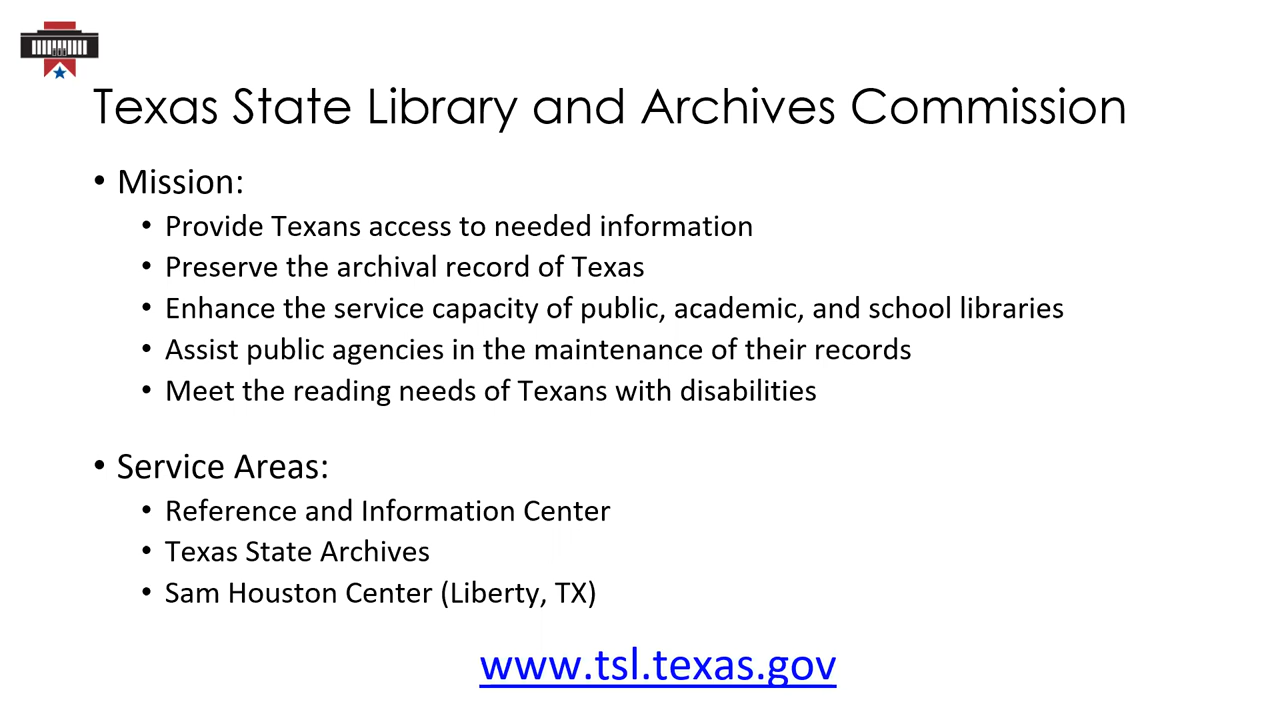 Texas State Library and Archives Commission
• Mission:
• Provide Texans access to needed information
• Preserve the archival record of Texas
• Enhance the service capacity of public, academic, and school libraries
• Assist public agencies in the maintenance of their records
• Meet the reading needs of Texans with disabilities
• Service Areas:
• Reference and Information Center
• Texas State Archives
• Sam Houston Center (Liberty, TX)
www.tsl.texas.gov